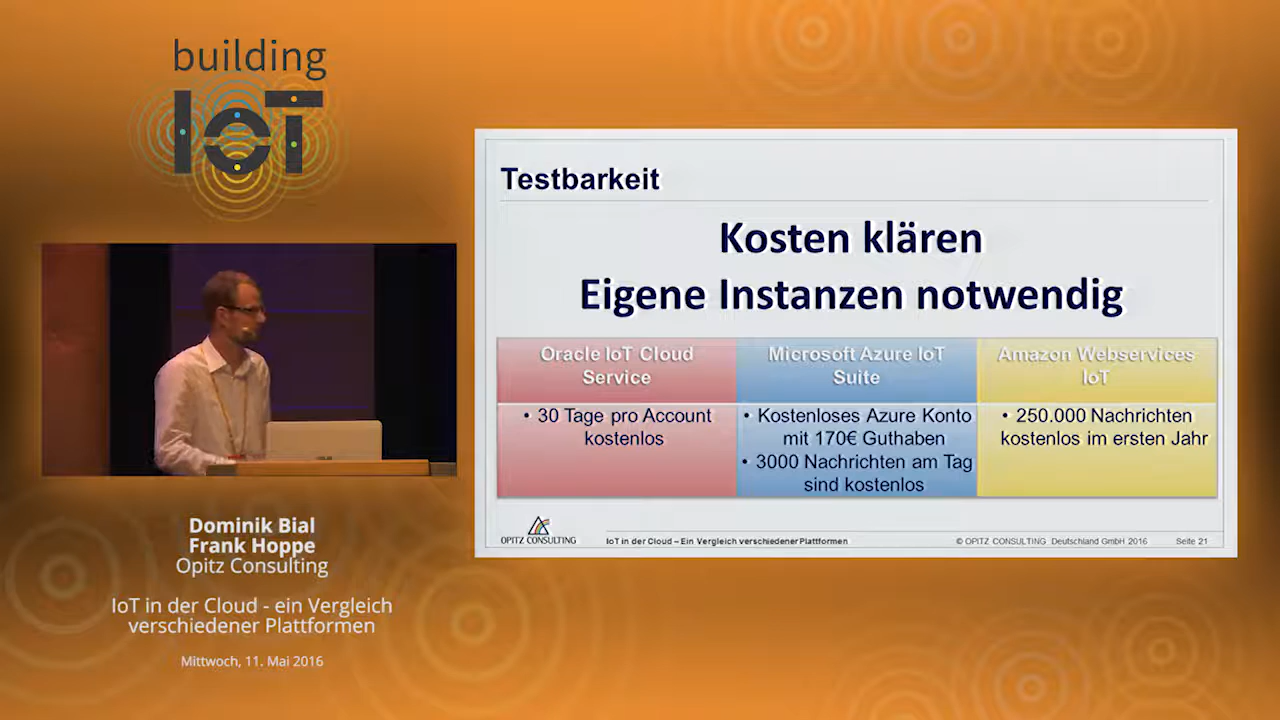 building
IoT
Dominik Bial
Frank Hoppe
Opitz Consulting
IoT in der Cloud - ein Vergleich
verschiedener Plattformen
Mittwoch, 11. Mai 2016
Testbarkeit
Kosten klären
Eigene Instanzen notwendig
Oracle IoT Cloud
Service
• 30 Tage pro Account
kostenlos
Microsoft Azure IoT
Suite
• Kostenloses Azure Konto
mit 170€ Guthaben
• 3000 Nachrichten am Tag
sind kostenlos
Amazon Webservices
IoT
• 250.000 Nachrichten
kostenlos im ersten Jahr
OPITZ CONSULTING
IoT in der Cloud – Ein Vergleich verschiedener Plattformen
© OPITZ CONSULTING Deutschland GmbH 2016
Seite 21